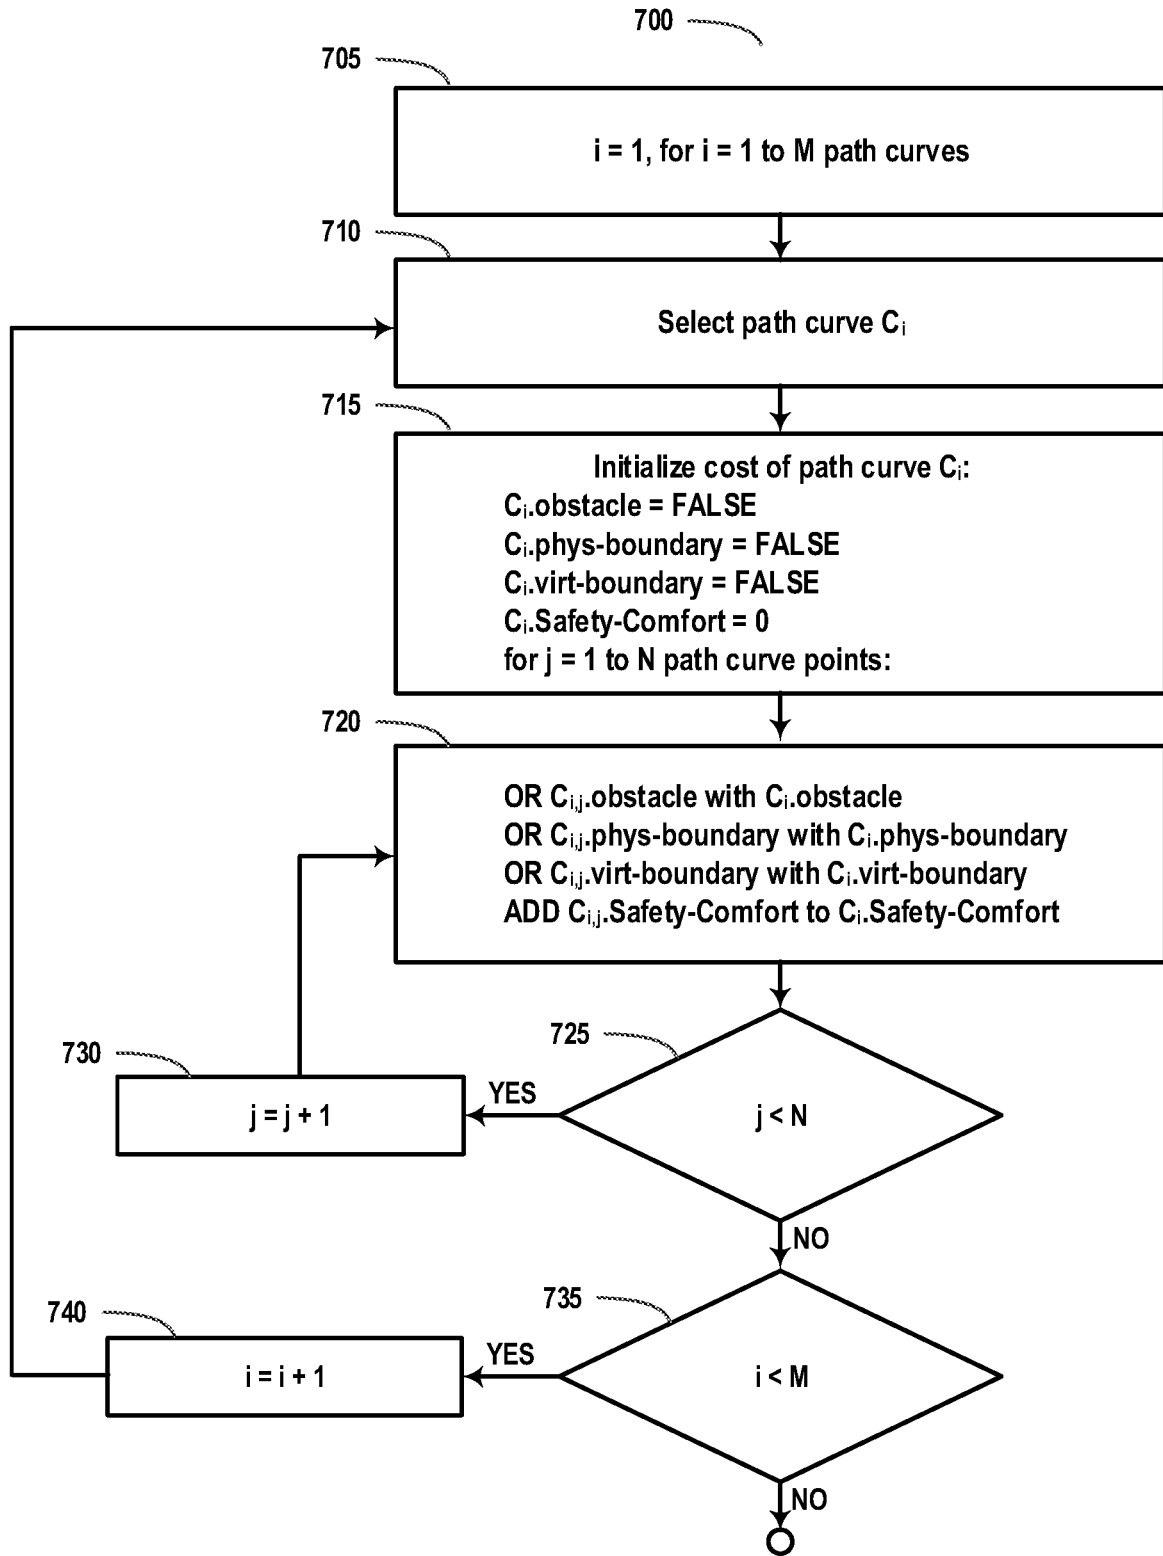 700
705
i = 1, for i = 1 to M path curves
710
Select path curve Cᵢ
715
Initialize cost of path curve Cᵢ:
Cᵢ.obstacle = FALSE
Cᵢ.phys-boundary = FALSE
Cᵢ.virt-boundary = FALSE
Cᵢ.Safety-Comfort = 0
for j = 1 to N path curve points:
720
OR Cᵢ,ⱼ.obstacle with Cᵢ.obstacle
OR Cᵢ,ⱼ.phys-boundary with Cᵢ.phys-boundary
OR Cᵢ,ⱼ.virt-boundary with Cᵢ.virt-boundary
ADD Cᵢ,ⱼ.Safety-Comfort to Cᵢ.Safety-Comfort
725
730
YES
j = j + 1
j < N
NO
735
740
YES
i = i + 1
i < M
NO